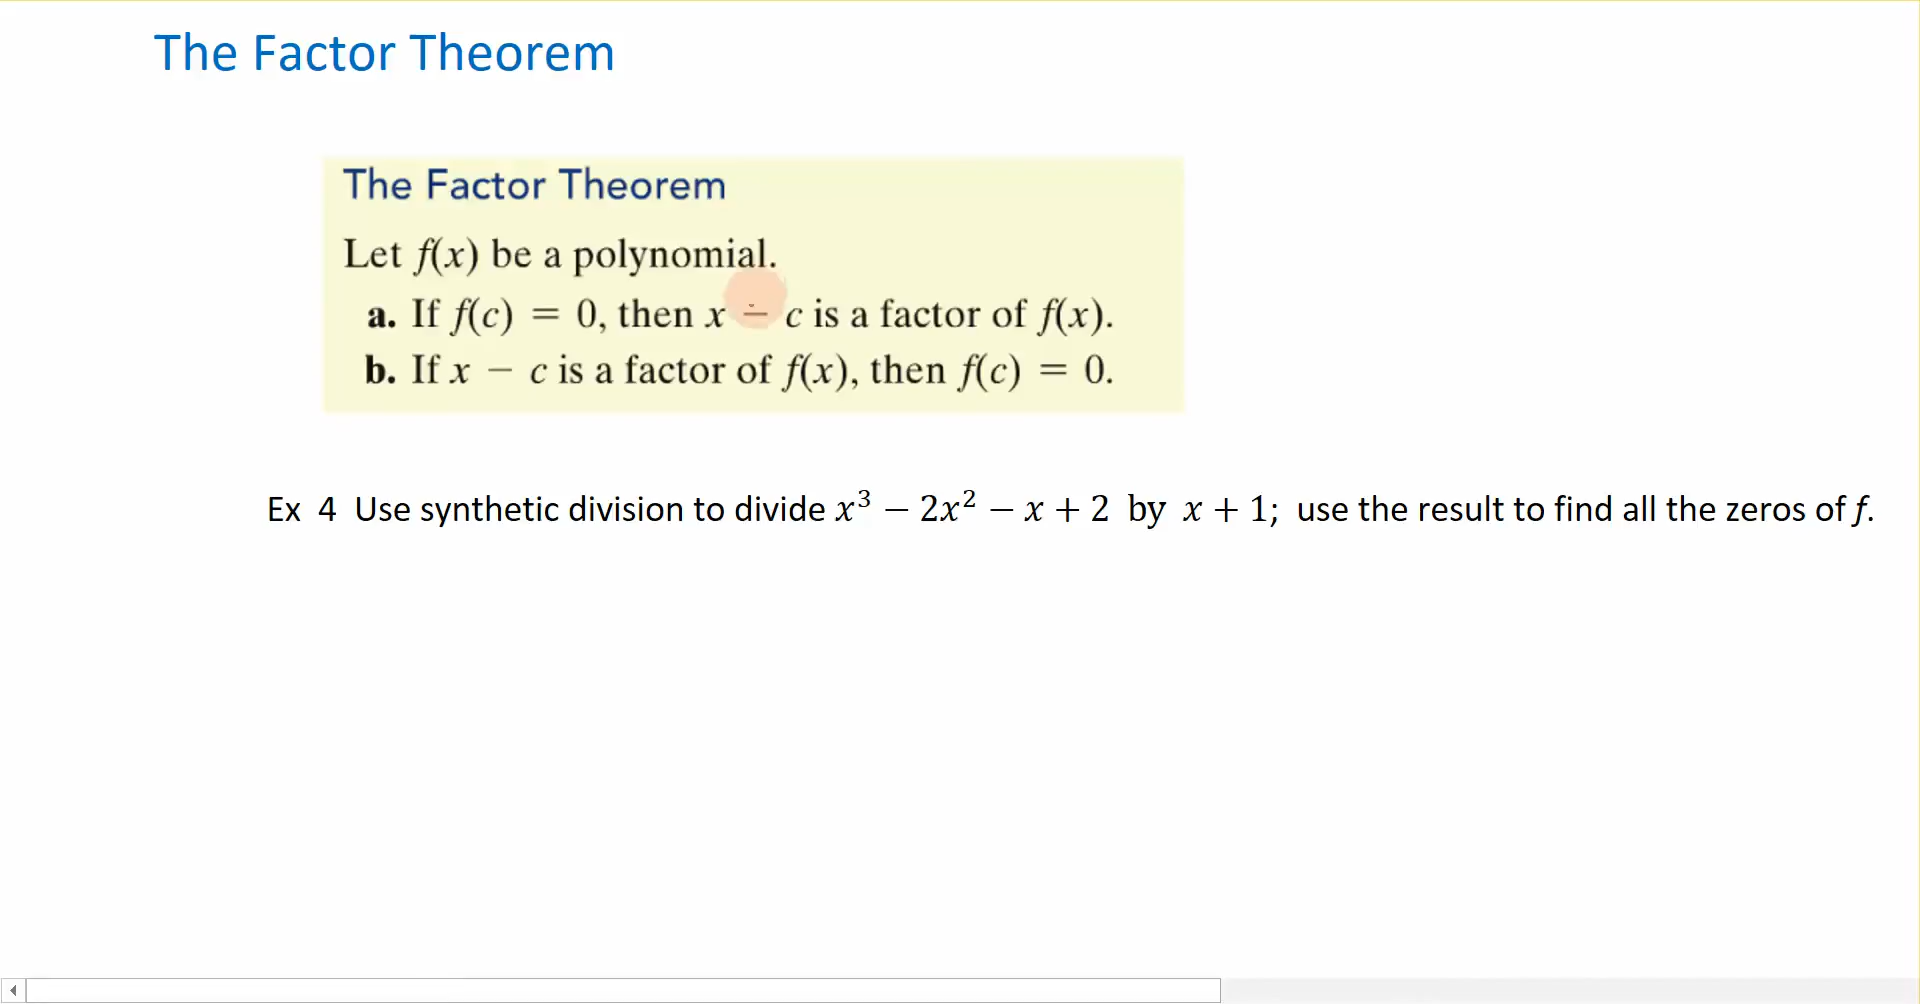 The Factor Theorem
The Factor Theorem
Let f(x) be a polynomial.
a. If f(c) = 0, then x − c is a factor of f(x).
b. If x − c is a factor of f(x), then f(c) = 0.
Ex 4 Use synthetic division to divide x³ − 2x² − x + 2 by x + 1; use the result to find all the zeros of f.